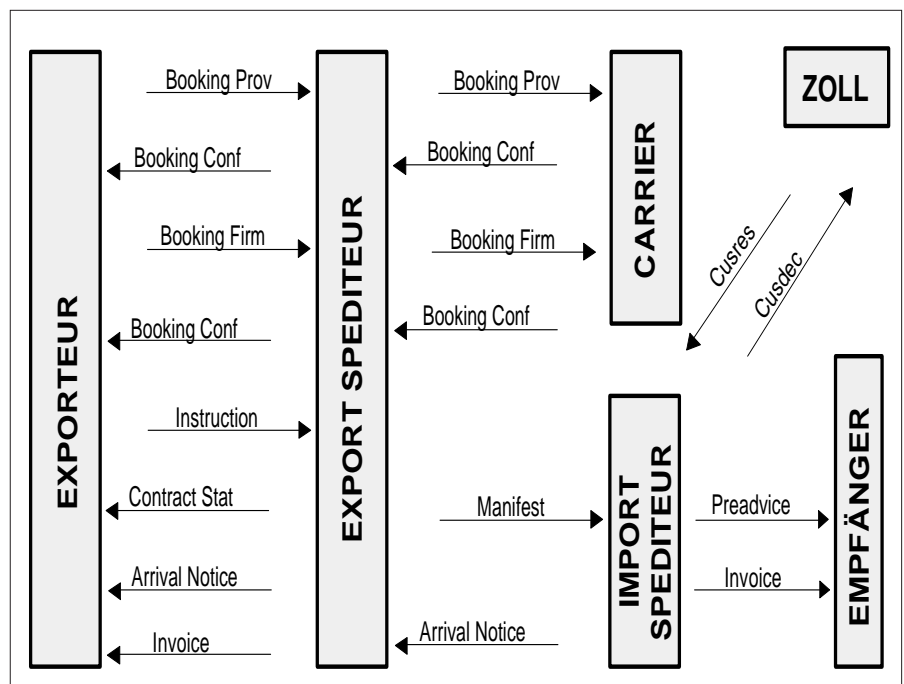 Booking Prov
Booking Prov
ZOLL
Booking Conf
Booking Conf
Booking Firm
Booking Firm
CARRIER
Cusres
Cusdec
Booking Conf
Booking Conf
EXPORTEUR
EXPORT SPEDITEUR
Instruction
Contract Stat
Manifest
IMPORT
SPEDITEUR
Preadvice
EMPFÄNGER
Arrival Notice
Invoice
Invoice
Arrival Notice